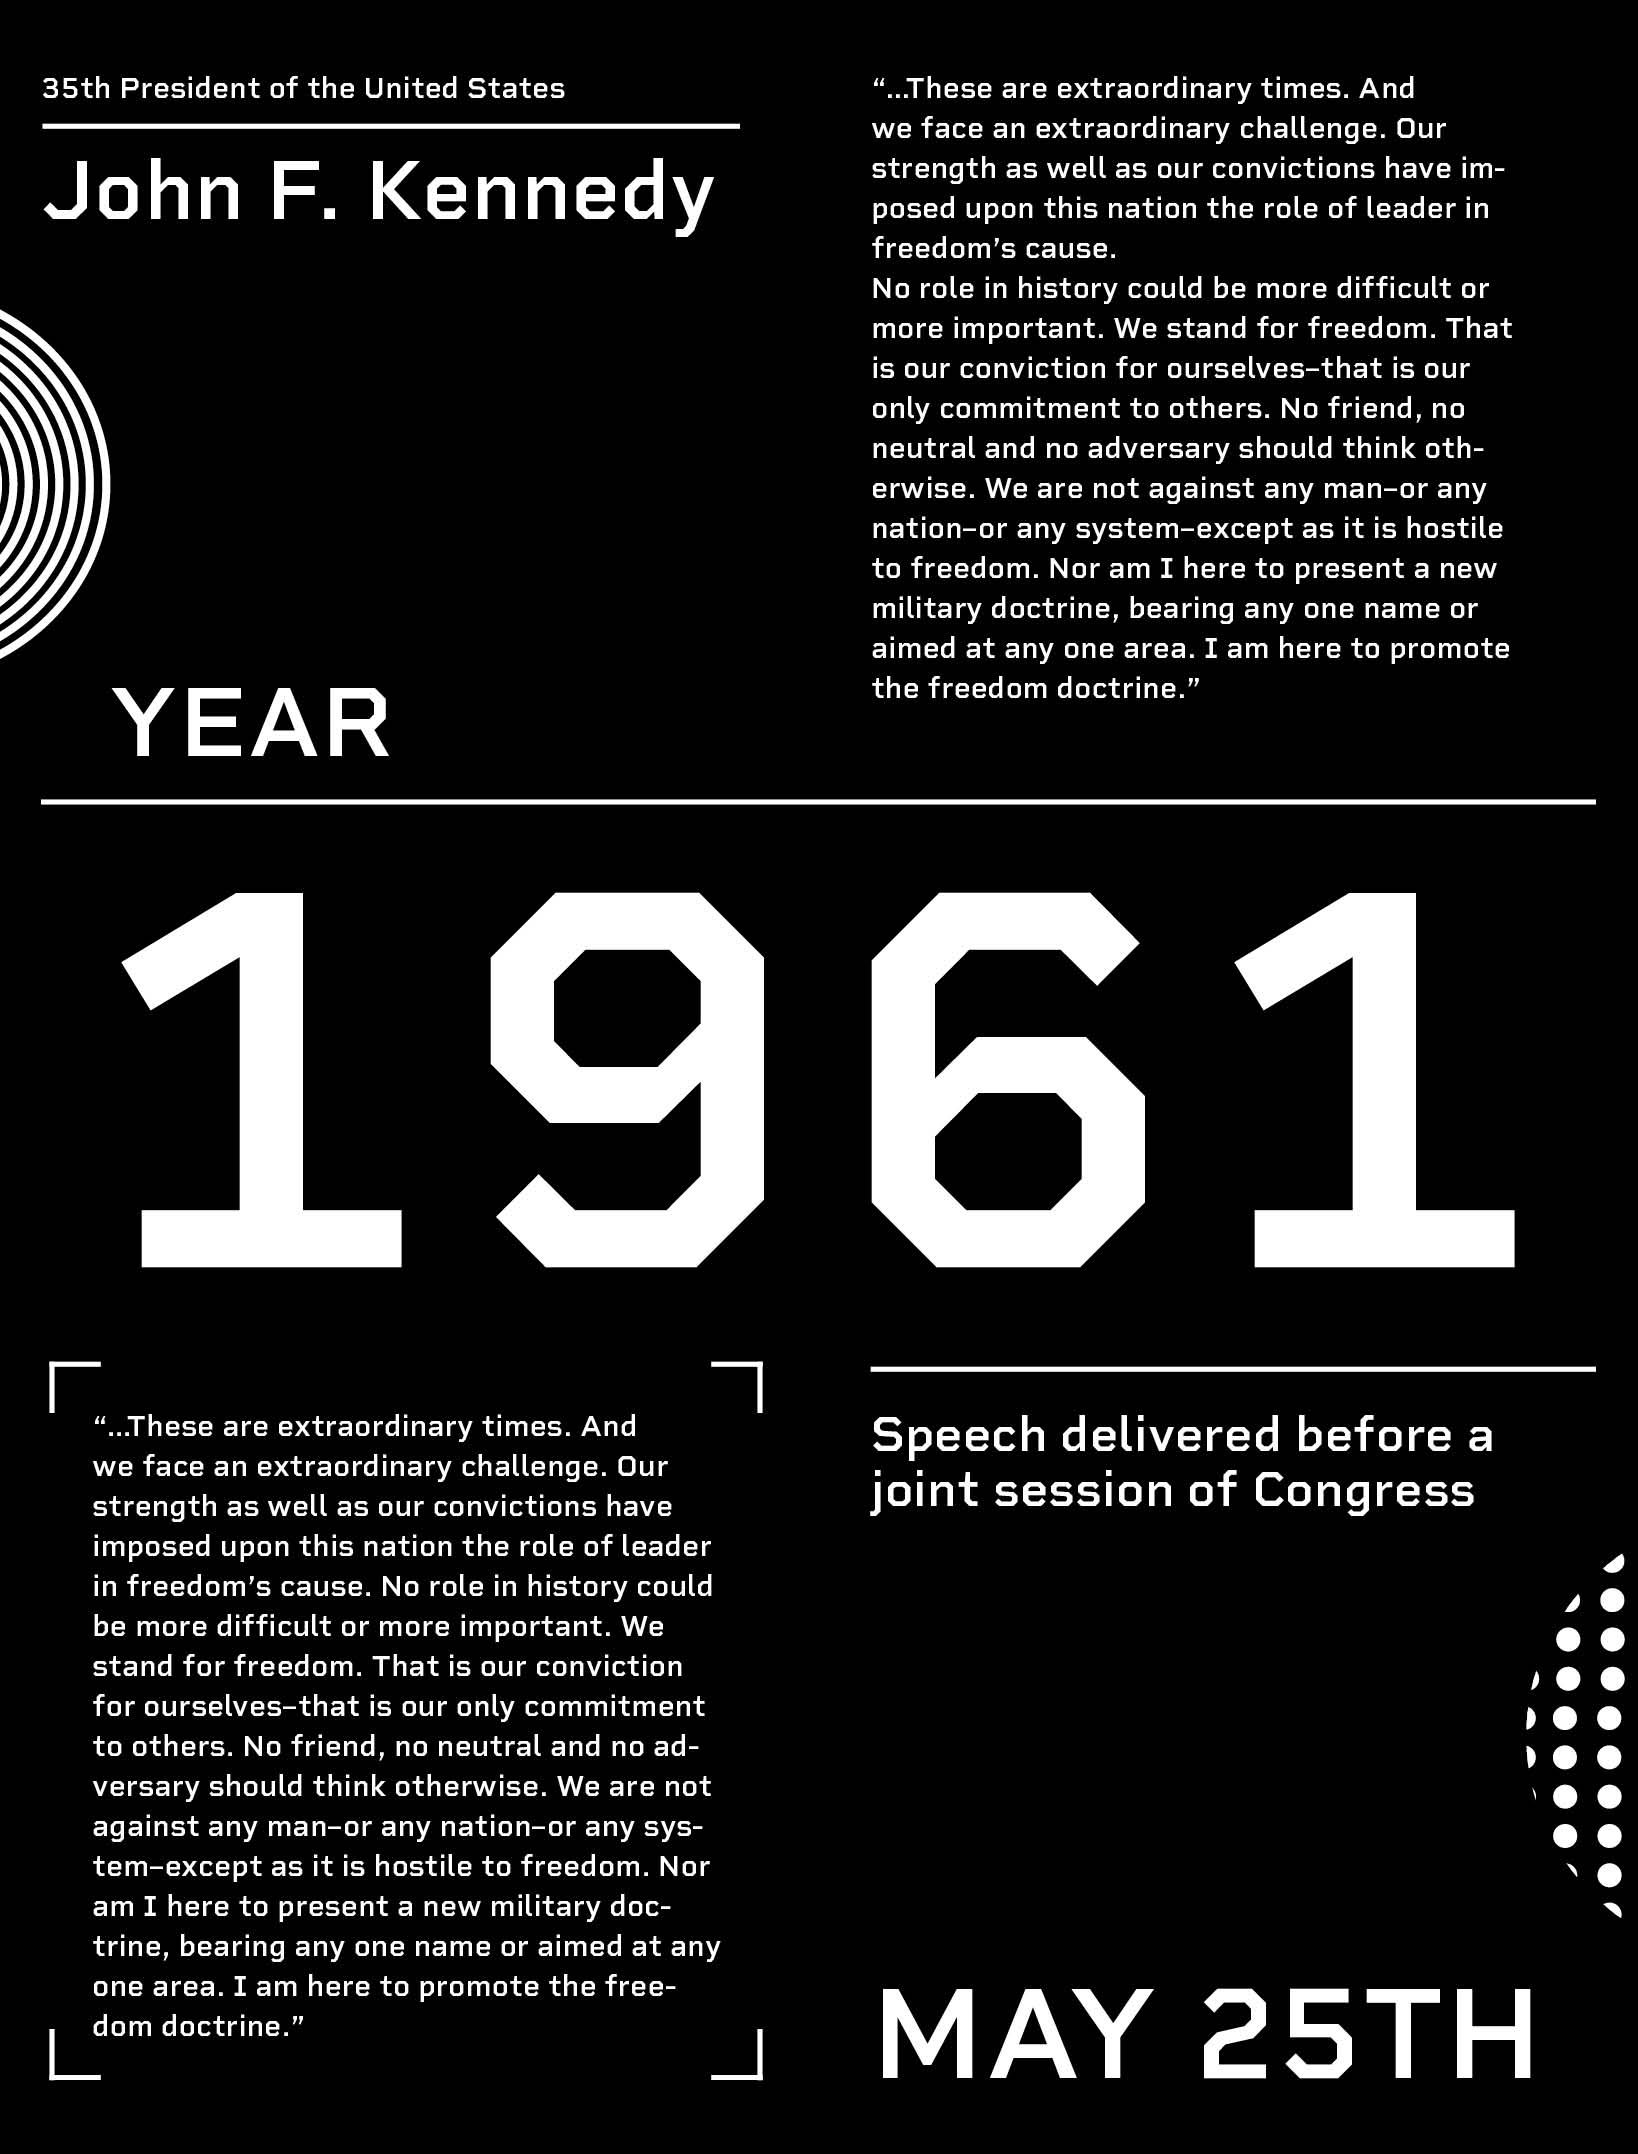 35th President of the United States
John F. Kennedy
“...These are extraordinary times. And
we face an extraordinary challenge. Our
strength as well as our convictions have im-
posed upon this nation the role of leader in
freedom’s cause.
No role in history could be more difficult or
more important. We stand for freedom. That
is our conviction for ourselves–that is our
only commitment to others. No friend, no
neutral and no adversary should think oth-
erwise. We are not against any man–or any
nation–or any system–except as it is hostile
to freedom. Nor am I here to present a new
military doctrine, bearing any one name or
aimed at any one area. I am here to promote
the freedom doctrine.”
YEAR
1961
“...These are extraordinary times. And
we face an extraordinary challenge. Our
strength as well as our convictions have
imposed upon this nation the role of leader
in freedom’s cause. No role in history could
be more difficult or more important. We
stand for freedom. That is our conviction
for ourselves–that is our only commitment
to others. No friend, no neutral and no ad-
versary should think otherwise. We are not
against any man–or any nation–or any sys-
tem–except as it is hostile to freedom. Nor
am I here to present a new military doc-
trine, bearing any one name or aimed at any
one area. I am here to promote the free-
dom doctrine.”
Speech delivered before a
joint session of Congress
MAY 25TH